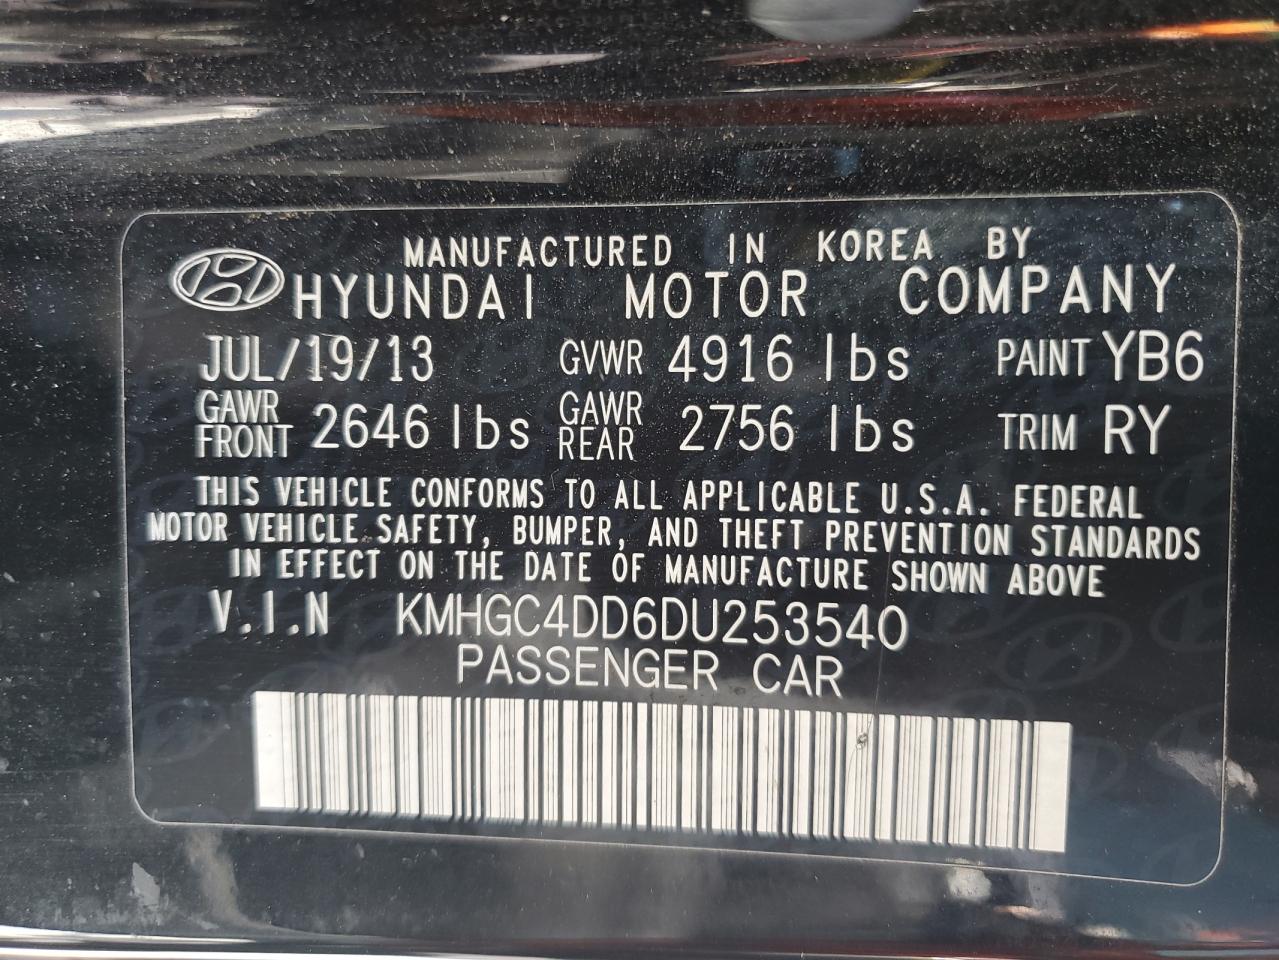 MANUFACTURED IN KOREA BY
HYUNDAI MOTOR COMPANY
JUL/19/13 GVWR 4916 lbs PAINT YB6
GAWR FRONT 2646 lbs GAWR REAR 2756 lbs TRIM RY
THIS VEHICLE CONFORMS TO ALL APPLICABLE U.S.A. FEDERAL
MOTOR VEHICLE SAFETY, BUMPER, AND THEFT PREVENTION STANDARDS
IN EFFECT ON THE DATE OF MANUFACTURE SHOWN ABOVE
V.I.N KMHGC4DD6DU253540
PASSENGER CAR